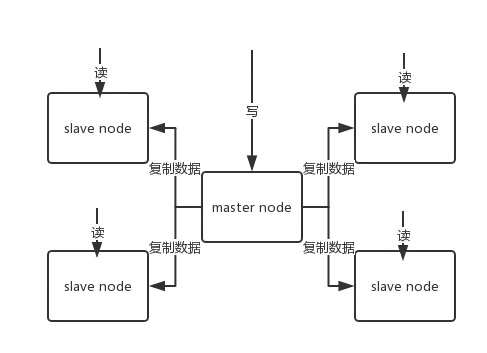 读
写
读
slave node
slave node
复制数据
复制数据
master node
读
读
复制数据
复制数据
slave node
slave node